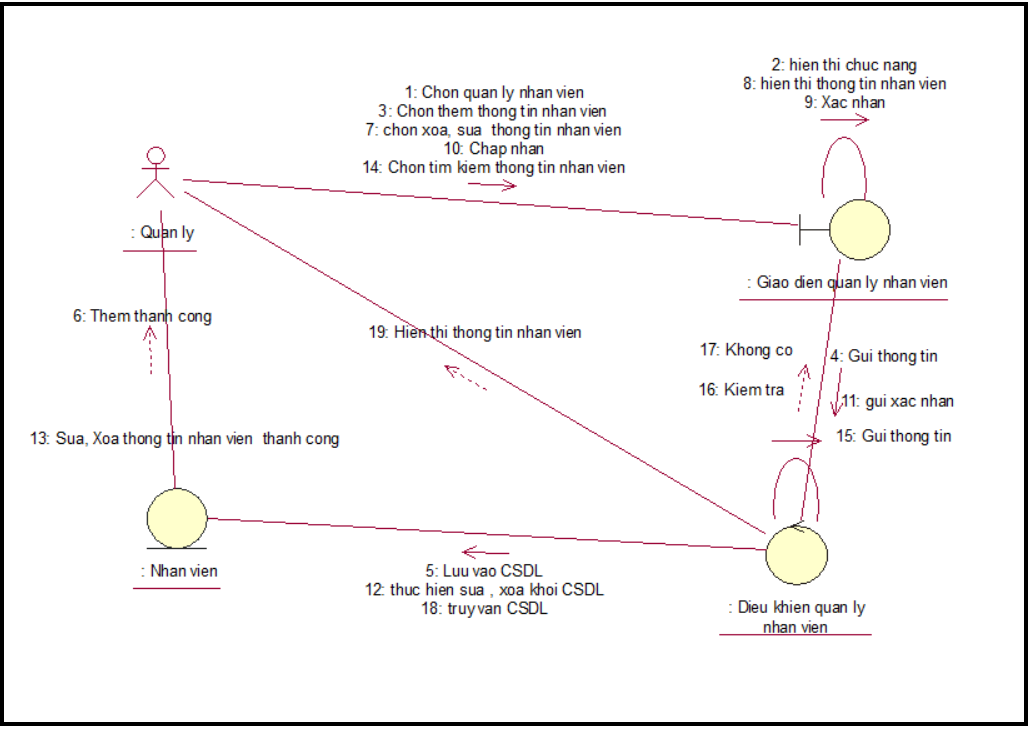 2: hien thi chuc nang
8: hien thi thong tin nhan vien
9: Xac nhan
1: Chon quan ly nhan vien
3: Chon them thong tin nhan vien
7: chon xoa, sua thong tin nhan vien
10: Chap nhan
14: Chon tim kiem thong tin nhan vien
: Quan ly
: Giao dien quan ly nhan vien
6: Them thanh cong
19: Hien thi thong tin nhan vien
17: Khong co
4: Gui thong tin
16: Kiem tra
11: gui xac nhan
13: Sua, Xoa thong tin nhan vien thanh cong
15: Gui thong tin
: Nhan vien
5: Luu vao CSDL
12: thuc hien sua , xoa khoi CSDL
18: truy van CSDL
: Dieu khien quan ly
nhan vien